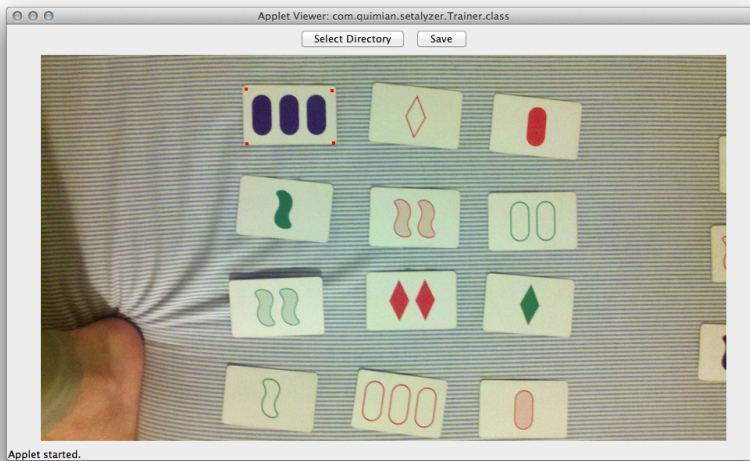 Applet Viewer: com.quimian.setalyzer.Trainer.class
Select Directory Save
Applet started.